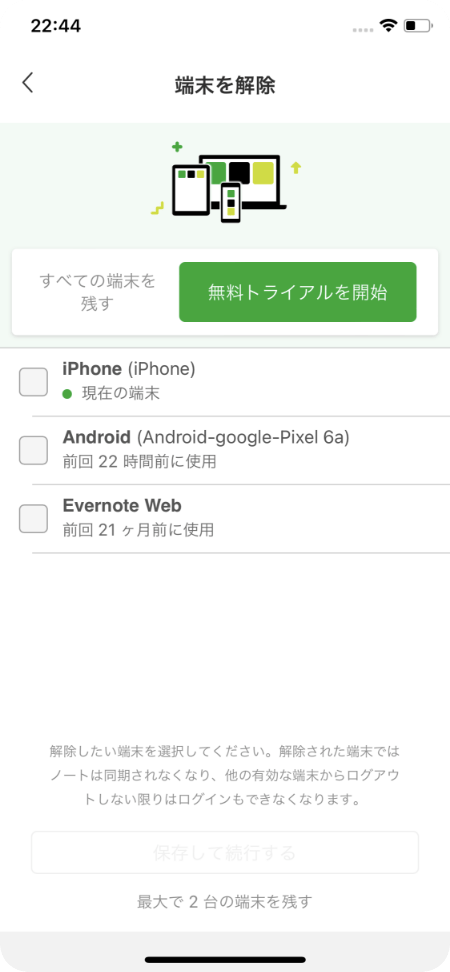 22:44
端末を解除
すべての端末を
残す
無料トライアルを開始
iPhone (iPhone)
現在の端末
Android (Android-google-Pixel 6a)
前回 22 時間前に使用
Evernote Web
前回 21 ヶ月前に使用
解除したい端末を選択してください。解除された端末では
ノートは同期されなくなり、他の有効な端末からログアウ
トしない限りはログインもできなくなります。
保存して続行する
最大で 2 台の端末を残す